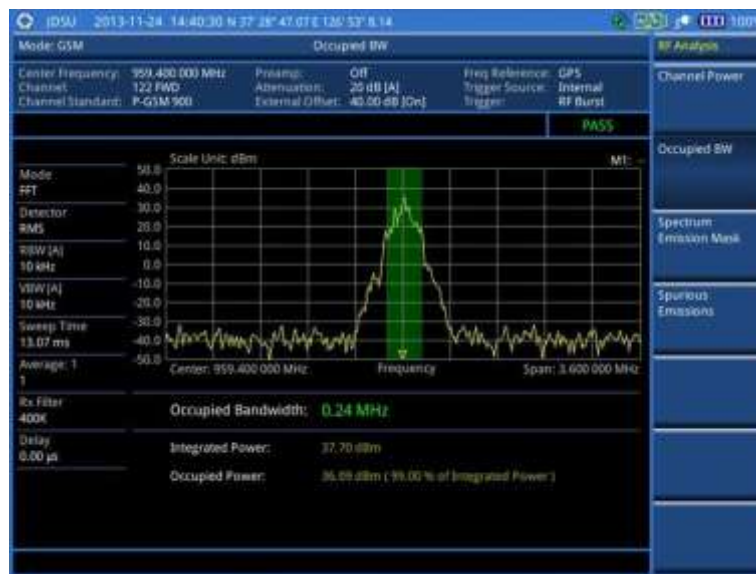 JDSU 2013-11-24 14:40:30 N 37° 28" 47.07 E 126° 53" 8.14 100%
Mode: GSM Occupied BW RF Analysis
Center Frequency: 959.400 000 MHz Preamp: Off Freq Reference: GPS
Channel: 122 FWD Attenuation: 20 dB [A] Trigger Source: Internal
Channel Standard: P-GSM 900 External Offset: 40.00 dB [On] Trigger: RF Burst
PASS
Channel Power
Occupied BW
Spectrum
Emission Mask
Spurious
Emissions
Scale Unit: dBm M1: --
Mode
FFT
Detector
RMS
RBW [A]
10 kHz
VBW [A]
10 kHz
Sweep Time
13.07 ms
Average: 1
1
Rx Filter
400K
Delay
0.00 µs
50.0
40.0
30.0
20.0
10.0
0.0
-10.0
-20.0
-30.0
-40.0
-50.0
Center: 959.400 000 MHz Frequency Span: 3.600 000 MHz
Occupied Bandwidth: 0.24 MHz
Integrated Power: 37.70 dBm
Occupied Power: dBm ( 99.00 % of Integrated Power )